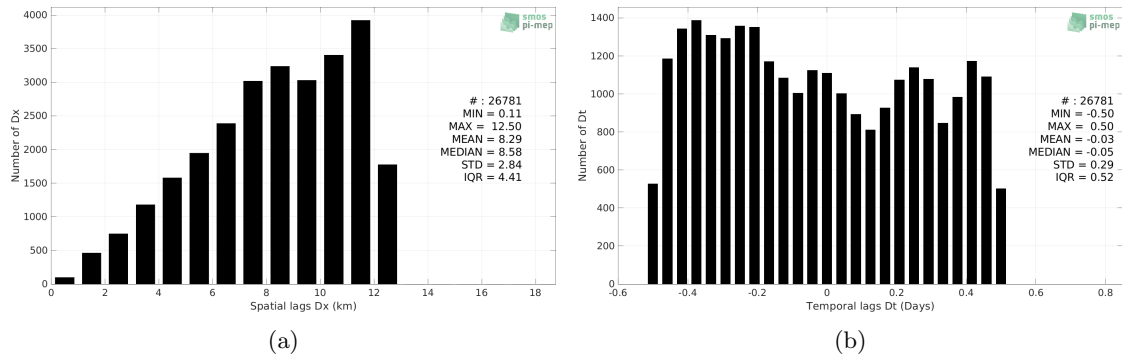 4000
3500
3000
2500
2000
1500
1000
500
0
Number of Dx
0 2 4 6 8 10 12 14 16 18
Spatial lags Dx (km)
smos
pi-mep
# : 26781
MIN = 0.11
MAX = 12.50
MEAN = 8.29
MEDIAN = 8.58
STD = 2.84
IQR = 4.41
(a)
1400
1200
1000
800
600
400
200
0
Number of Dt
-0.6 -0.4 -0.2 0 0.2 0.4 0.6 0.8
Temporal lags Dt (Days)
smos
pi-mep
# : 26781
MIN = -0.50
MAX = 0.50
MEAN = -0.03
MEDIAN = -0.05
STD = 0.29
IQR = 0.52
(b)